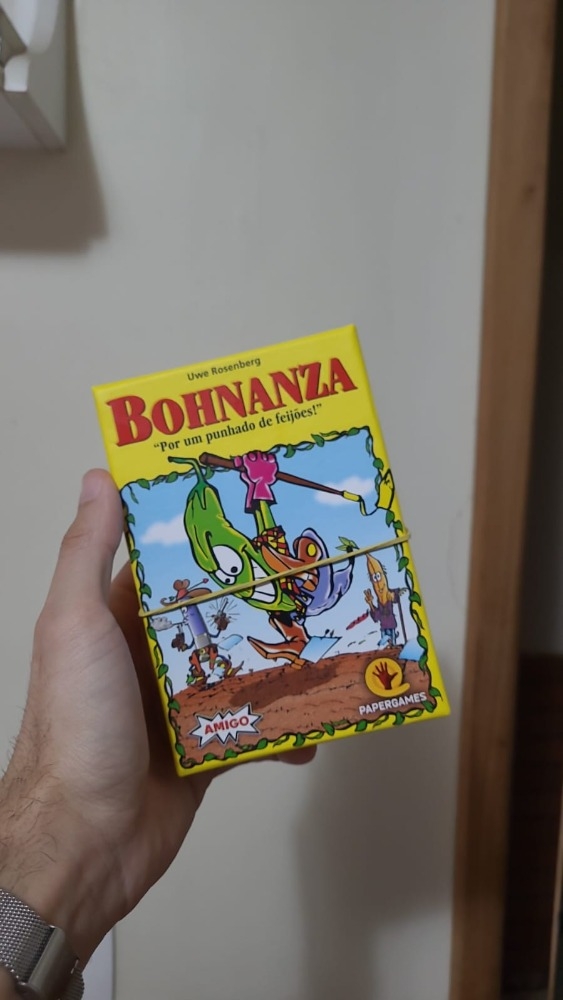 Uwe Rosenberg
BOHNANZA
"Por um punhado de feijões!"
AMIGO
PAPERGAMES